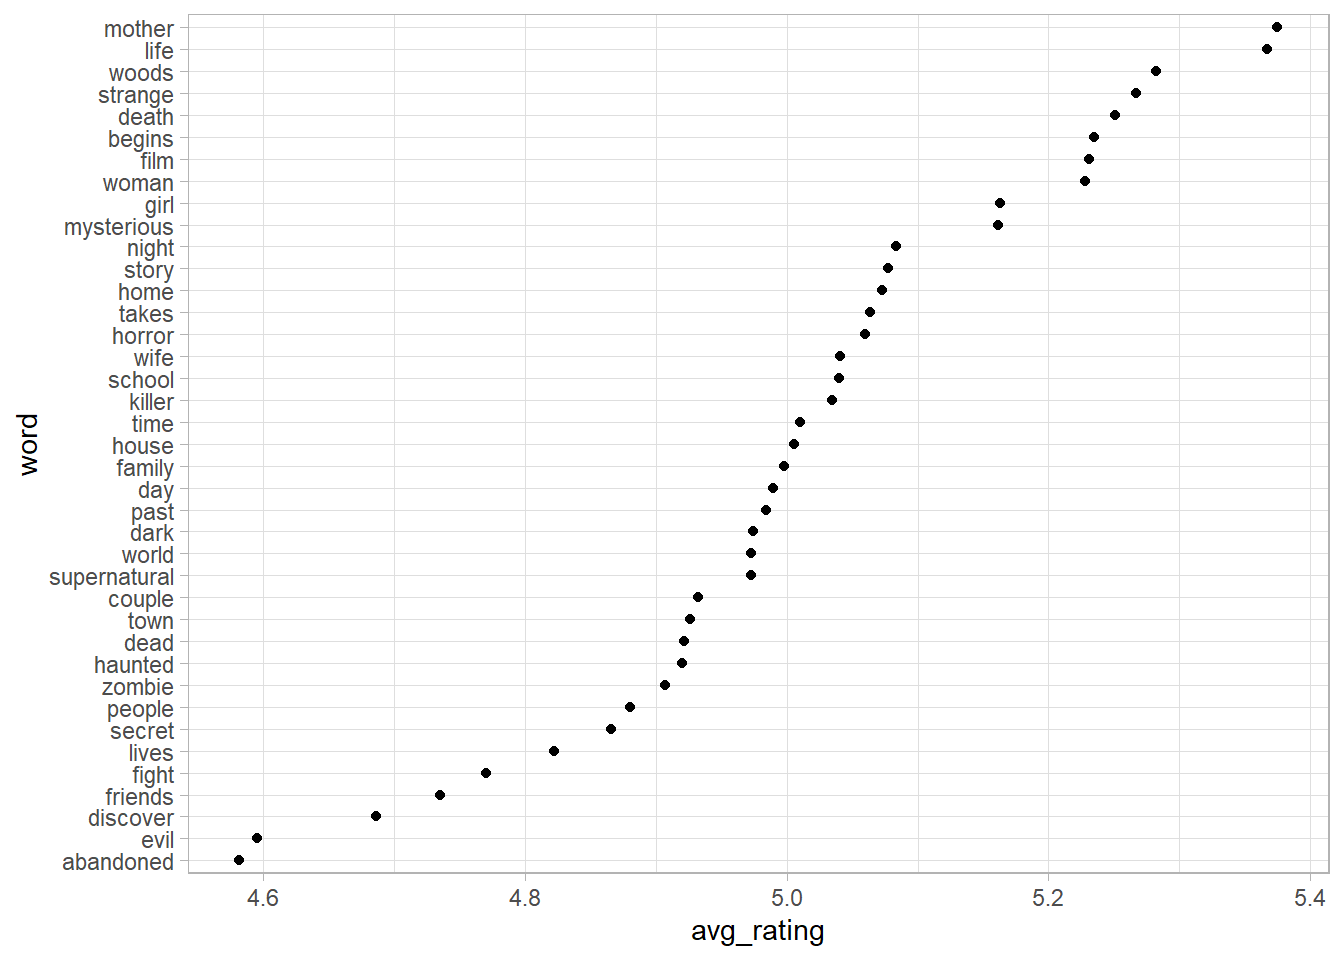 mother
life
woods
strange
death
begins
film
woman
girl
mysterious
night
story
home
takes
horror
wife
school
killer
time
house
family
day
past
dark
world
supernatural
couple
town
dead
haunted
zombie
people
secret
lives
fight
friends
discover
evil
abandoned
word
4.6 4.8 5.0 5.2 5.4
avg_rating